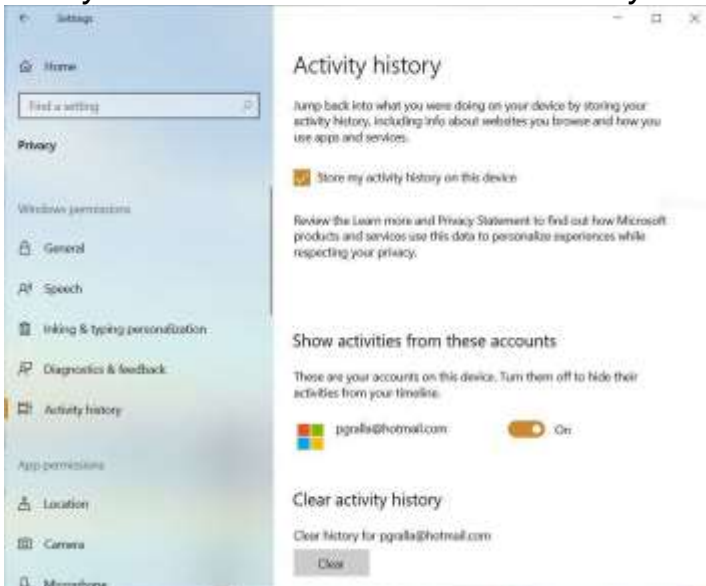 Settings
Home
Find a setting
Privacy
Windows permissions
General
Speech
Inking & typing personalization
Diagnostics & feedback
Activity history
App permissions
Location
Camera
Microphone
Activity history
Jump back into what you were doing on your device by storing your
activity history, including info about websites you browse and how you
use apps and services.
Store my activity history on this device
Review the Learn more and Privacy Statement to find out how Microsoft
products and services use this data to personalize experiences while
respecting your privacy.
Show activities from these accounts
These are your accounts on this device. Turn them off to hide their
activities from your timeline.
pgralla@hotmail.com
On
Clear activity history
Clear history for pgralla@hotmail.com
Clear